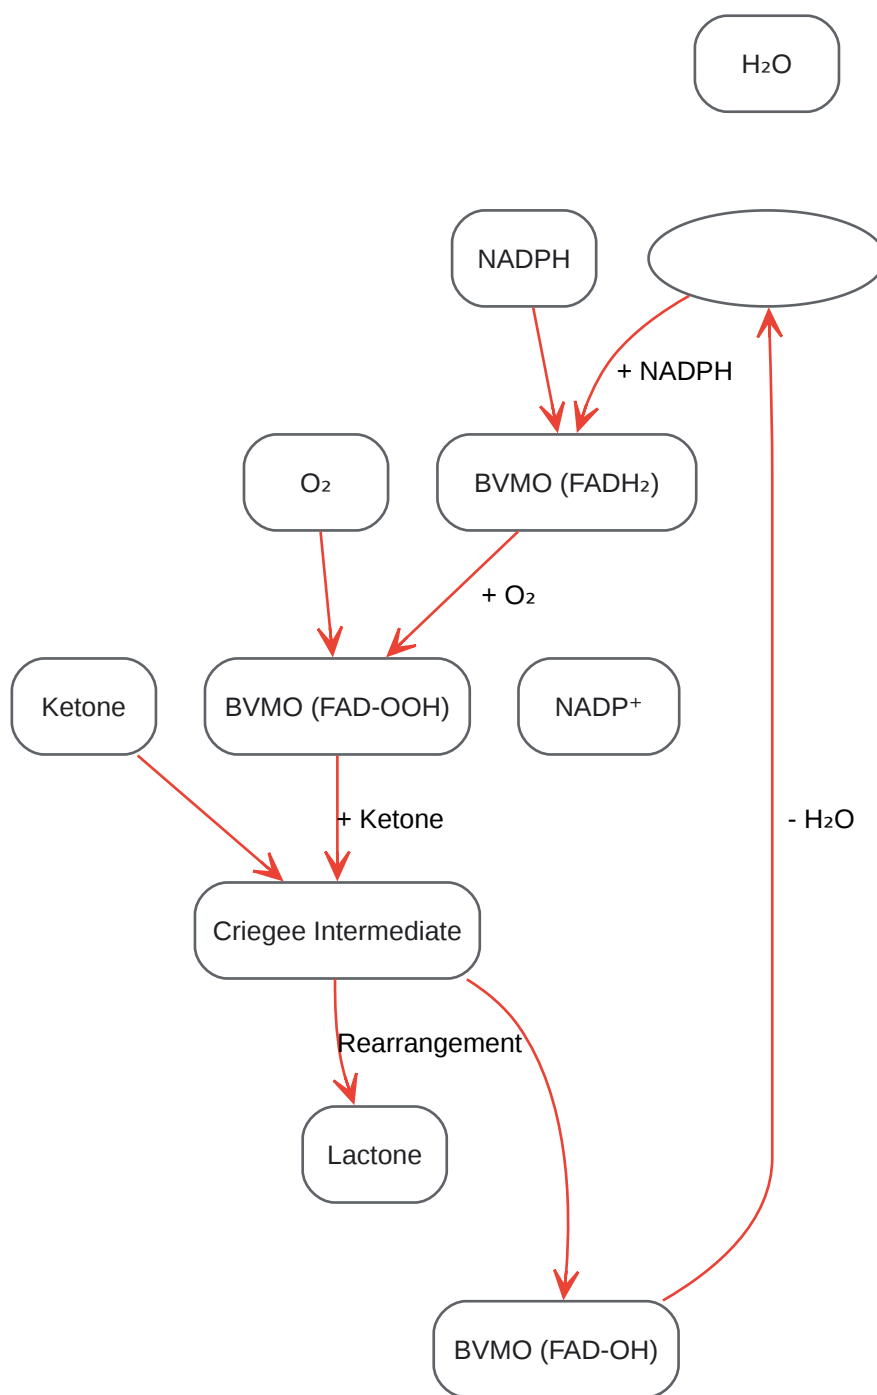 H₂O
NADPH
+ NADPH
O₂
BVMO (FADH₂)
+ O₂
Ketone
BVMO (FAD-OOH)
NADP⁺
+ Ketone
- H₂O
Criegee Intermediate
Rearrangement
Lactone
BVMO (FAD-OH)